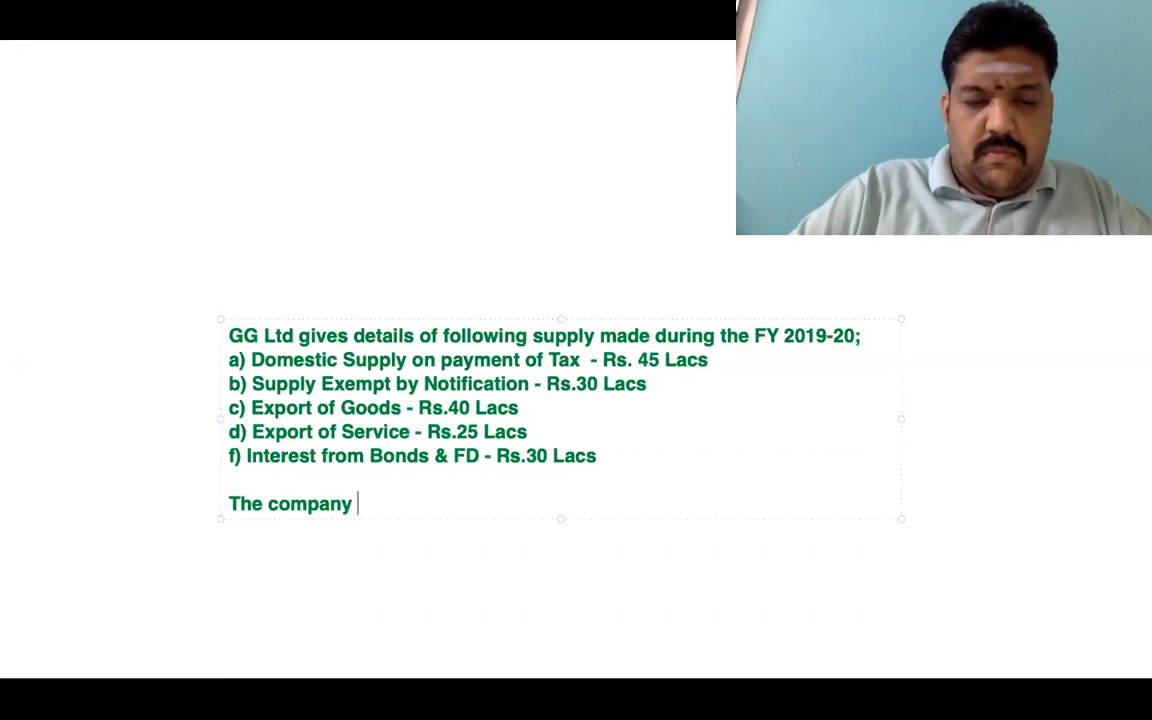 GG Ltd gives details of following supply made during the FY 2019-20;
a) Domestic Supply on payment of Tax - Rs. 45 Lacs
b) Supply Exempt by Notification - Rs.30 Lacs
c) Export of Goods - Rs.40 Lacs
d) Export of Service - Rs.25 Lacs
f) Interest from Bonds & FD - Rs.30 Lacs
The company